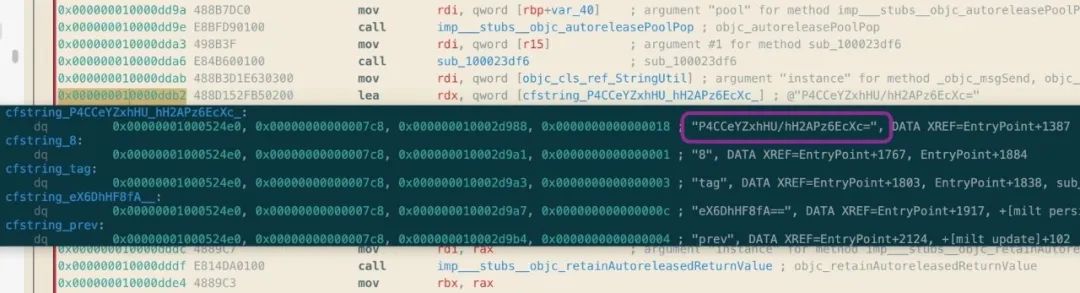 0x000000010000dd9a 488B7DC0 mov rdi, qword [rbp+var_40] ; argument "pool" for method imp___stubs__objc_autoreleasePoolP
0x000000010000dd9e E8BFD90100 call imp___stubs__objc_autoreleasePoolPop ; objc_autoreleasePoolPop
0x000000010000dda3 498B3F mov rdi, qword [r15] ; argument #1 for method sub_100023df6
0x000000010000dda6 E84B600100 call sub_100023df6 ; sub_100023df6
0x000000010000ddab 488B3D1E630300 mov rdi, qword [objc_cls_ref_StringUtil] ; argument "instance" for method _objc_msgSend, objc_
0x000000010000ddb2 488D152FB50200 lea rdx, qword [cfstring_P4CCeYZxhHU_hH2APz6EcXc_] ; @"P4CCeYZxhHU/hH2APz6EcXc="
cfstring_P4CCeYZxhHU_hH2APz6EcXc_:
dq 0x00000001000524e0, 0x00000000000007c8, 0x000000010002d988, 0x0000000000000018 ; "P4CCeYZxhHU/hH2APz6EcXc=", DATA XREF=EntryPoint+1387
cfstring_8:
dq 0x00000001000524e0, 0x00000000000007c8, 0x000000010002d9a1, 0x0000000000000001 ; "8", DATA XREF=EntryPoint+1767, EntryPoint+1884
cfstring_tag:
dq 0x00000001000524e0, 0x00000000000007c8, 0x000000010002d9a3, 0x0000000000000003 ; "tag", DATA XREF=EntryPoint+1803, EntryPoint+1838, sub_
cfstring_eX6DhHF8fA__:
dq 0x00000001000524e0, 0x00000000000007c8, 0x000000010002d9a7, 0x000000000000000c ; "eX6DhHF8fA==", DATA XREF=EntryPoint+1917, +[milt pers
cfstring_prev:
dq 0x00000001000524e0, 0x00000000000007c8, 0x000000010002d9b4, 0x0000000000000004 ; "prev", DATA XREF=EntryPoint+2124, +[milt update]+102
4889C7 mov rdi, rax ; argument "instance" for method imp___stubs__objc_retainAutoreleasedReturnValue
0x000000010000dddf E814DA0100 call imp___stubs__objc_retainAutoreleasedReturnValue ; objc_retainAutoreleasedReturnValue
0x000000010000dde4 4889C3 mov rbx, rax